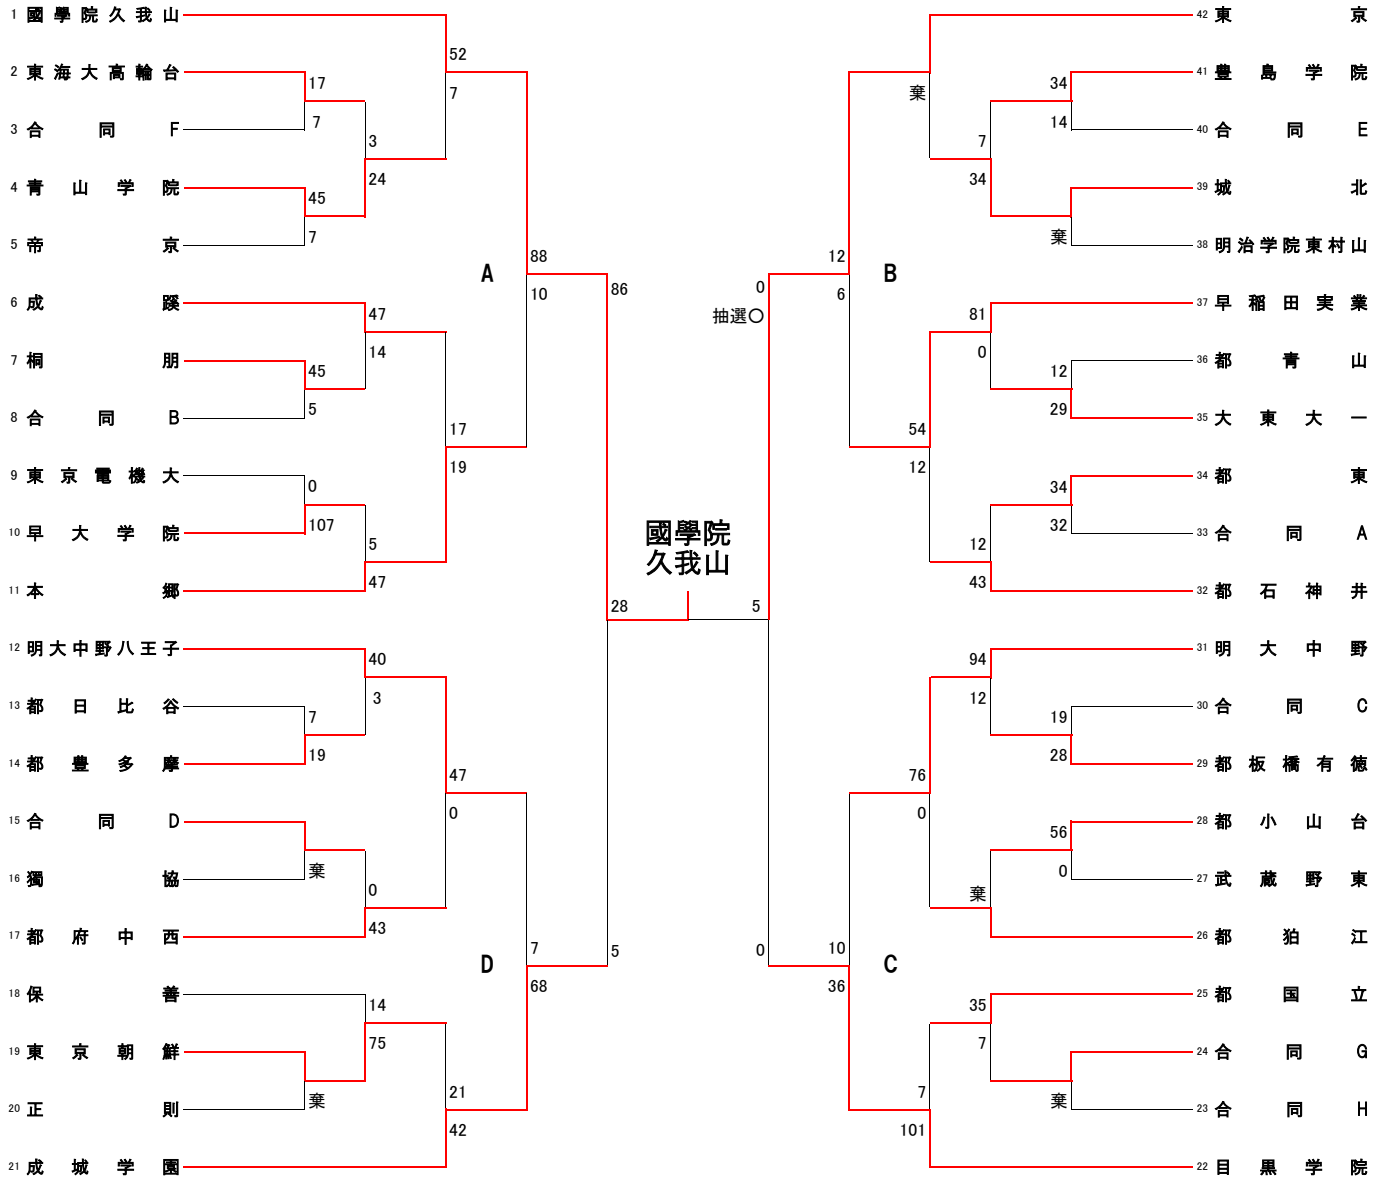 1 國學院久我山
52
2 東海大高輪台
17
7
3 合同F
7
3
4 青山学院
24
45
5 帝京
7
88
A
10
86
6 成蹊
47
7 桐朋
14
45
8 合同B
5
17
9 東京電機大
19
0
10 早大学院
107
5
11 本郷
47
國學院
久我山
28
12 明大中野八王子
40
13 都日比谷
3
7
14 都豊多摩
19
47
15 合同D
0
16 獨協
棄
0
17 都府中西
43
7
D
5
68
18 保善
14
19 東京朝鮮
75
20 正則
棄
21
21 成城学園
42
42 東京
41 豊島学院
棄
34
40 合同E
14
7
39 城北
34
38 明治学院東村山
棄
12
B
0
6
抽選〇
37 早稲田実業
81
36 都青山
0
12
35 大東大一
29
54
34 都東
12
34
33 合同A
32
12
32 都石神井
43
5
31 明大中野
94
30 合同C
12
19
29 都板橋有徳
28
76
28 都小山台
0
56
27 武蔵野東
0
棄
26 都狛江
10
C
0
36
25 都国立
35
24 合同G
7
23 合同H
棄
7
22 目黒学院
101